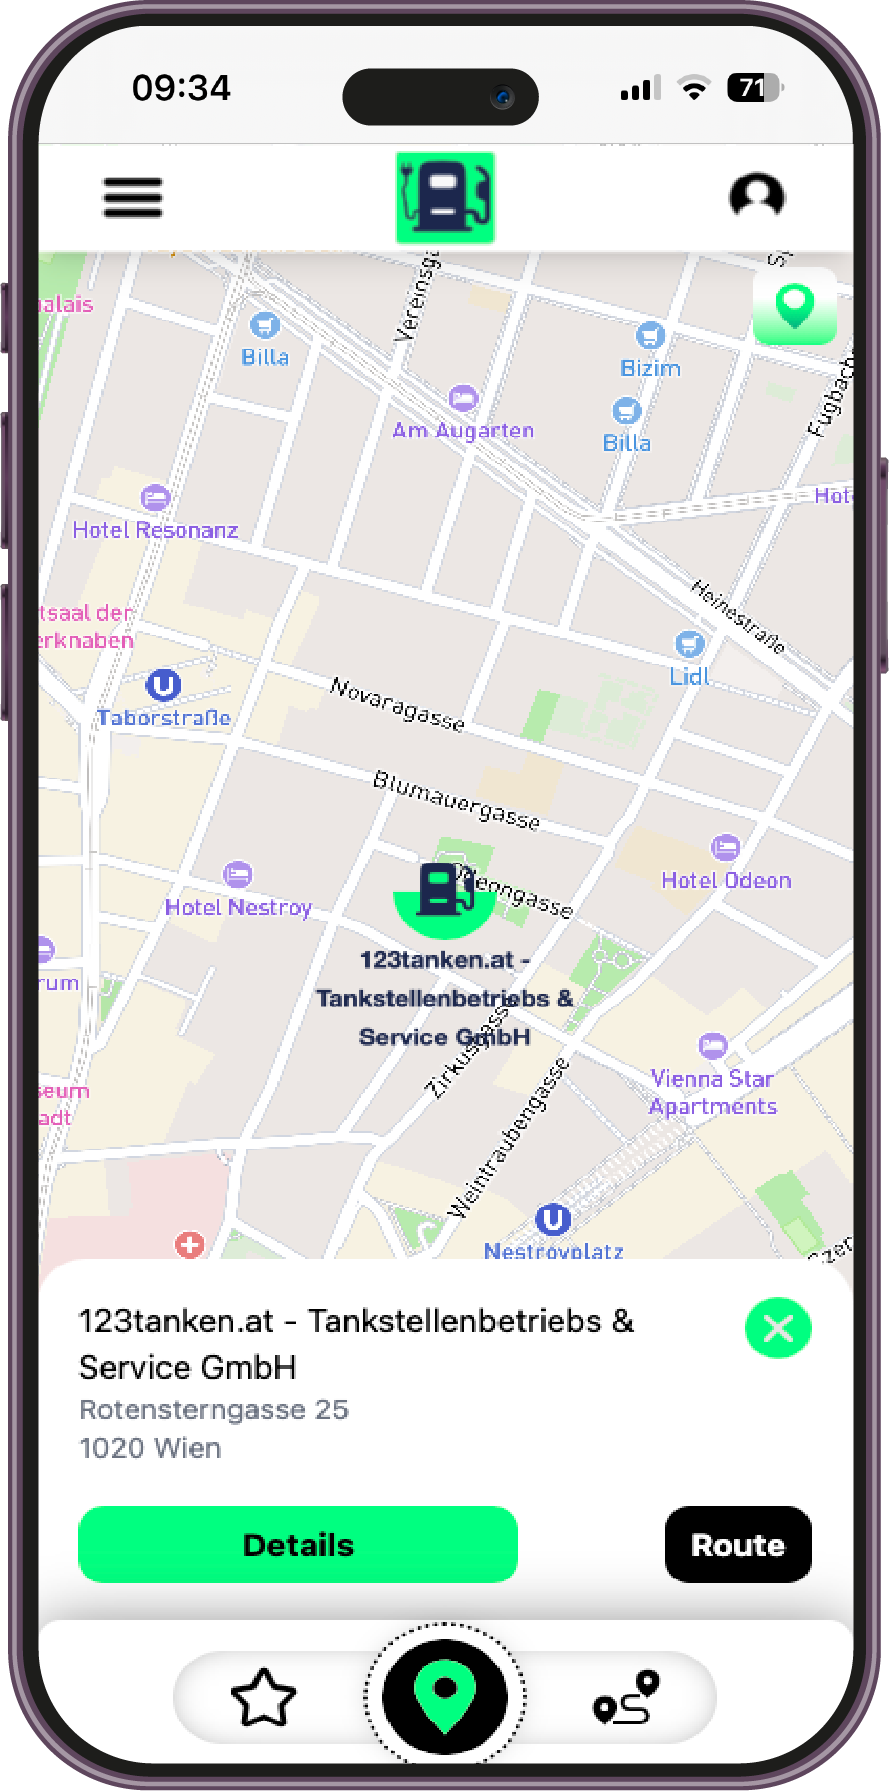 09:34
71
Vereinsg
alais
Billa
Bizim
Am Augarten
Billa
Fugbach
Hot
Hotel Resonanz
Heinestraße
tsaal der
erknaben
Lidl
Taborstraße
Novaragasse
Blumauergasse
Hotel Odeon
Odeongasse
Hotel Nestroy
123tanken.at -
Tankstellenbetriebs &
Service GmbH
rum
Zirkusgasse
Vienna Star
Apartments
seum
adt
Weintraubengasse
Nestroyplatz
123tanken.at - Tankstellenbetriebs &
Service GmbH
Rotensterngasse 25
1020 Wien
Details
Route